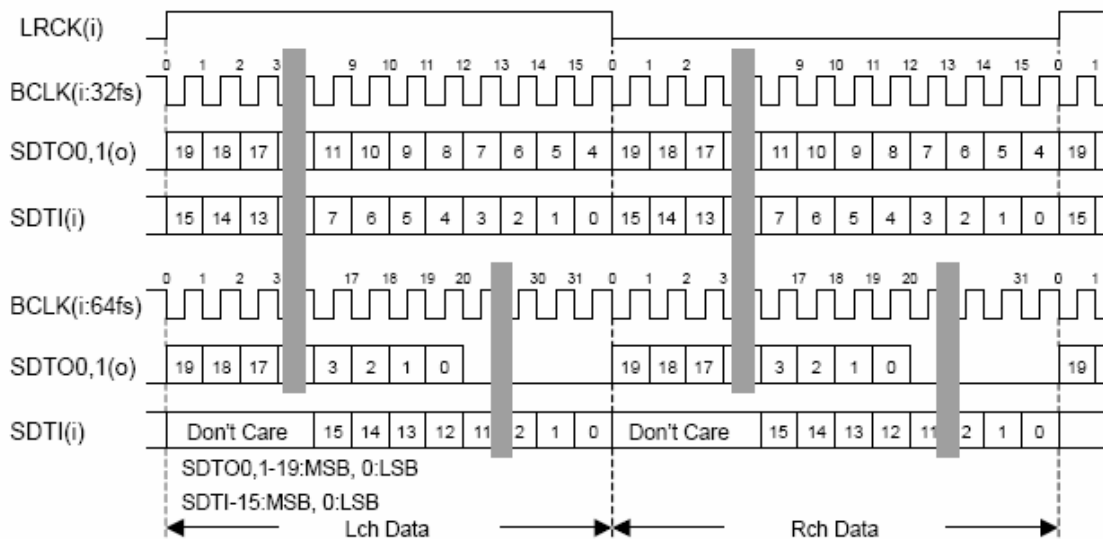 LRCK(i)
0 1 2 3 9 10 11 12 13 14 15 0 1 2 9 10 11 12 13 14 15 0 1
BCLK(i:32fs)
SDTO0,1(o) 19 18 17 11 10 9 8 7 6 5 4 19 18 17 11 10 9 8 7 6 5 4 19
SDTI(i) 15 14 13 7 6 5 4 3 2 1 0 15 14 13 7 6 5 4 3 2 1 0 15
0 1 2 3 17 18 19 20 30 31 0 1 2 3 17 18 19 20 31 0 1
BCLK(i:64fs)
SDTO0,1(o) 19 18 17 3 2 1 0 19 18 17 3 2 1 0 19
SDTI(i) Don't Care 15 14 13 12 11 2 1 0 Don't Care 15 14 13 12 11 2 1 0
SDTO0,1-19:MSB, 0:LSB
SDTI-15:MSB, 0:LSB
Lch Data Rch Data